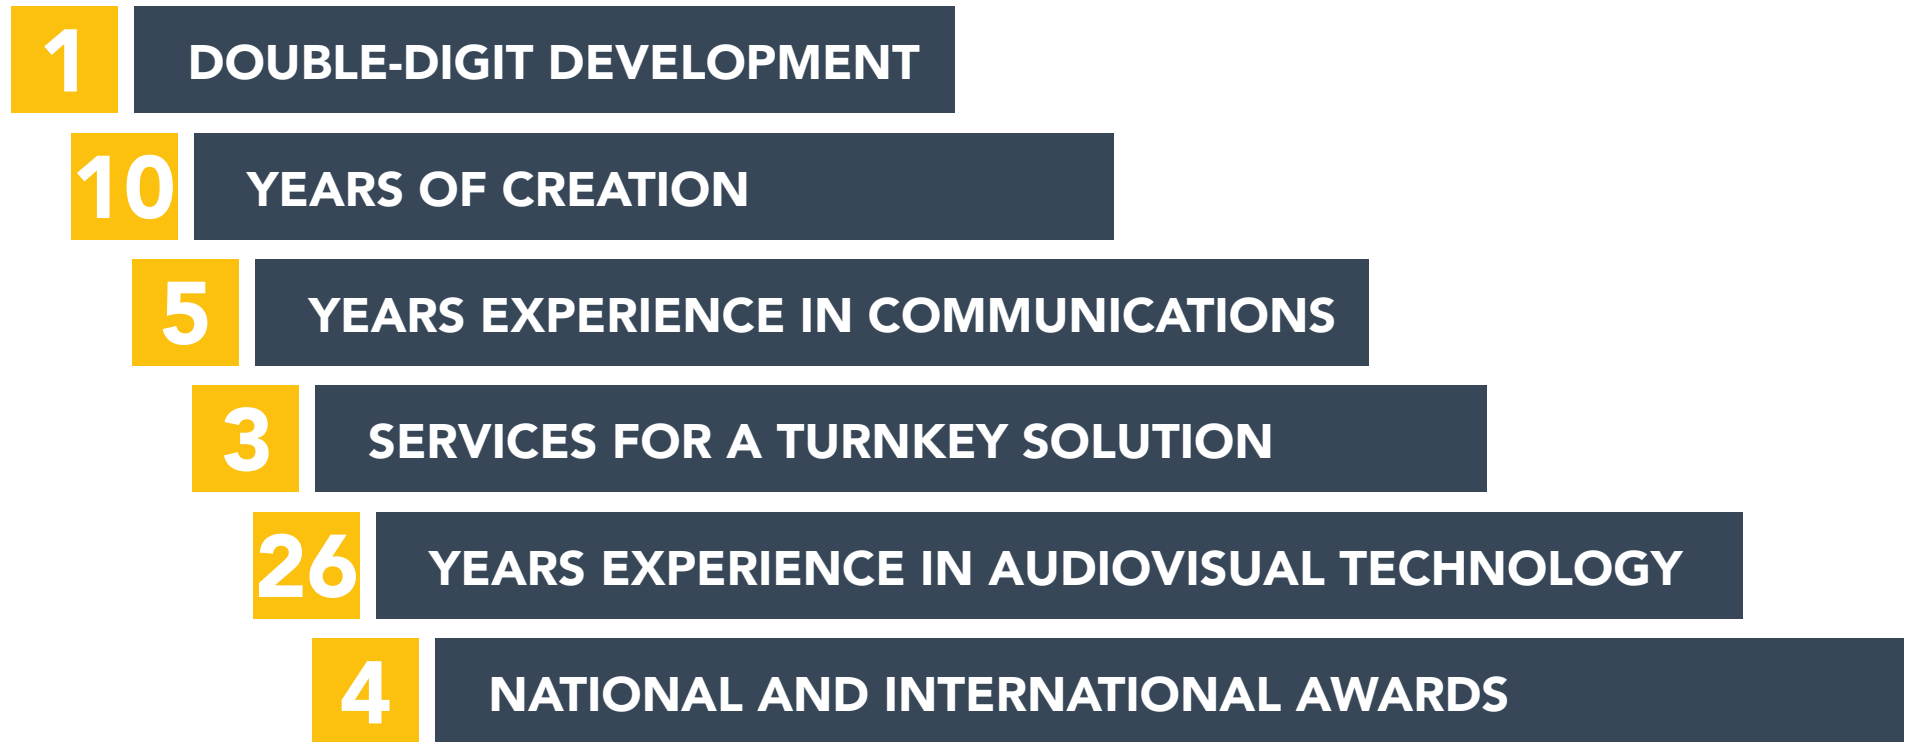 1 DOUBLE-DIGIT DEVELOPMENT
10 YEARS OF CREATION
5 YEARS EXPERIENCE IN COMMUNICATIONS
3 SERVICES FOR A TURNKEY SOLUTION
26 YEARS EXPERIENCE IN AUDIOVISUAL TECHNOLOGY
4 NATIONAL AND INTERNATIONAL AWARDS